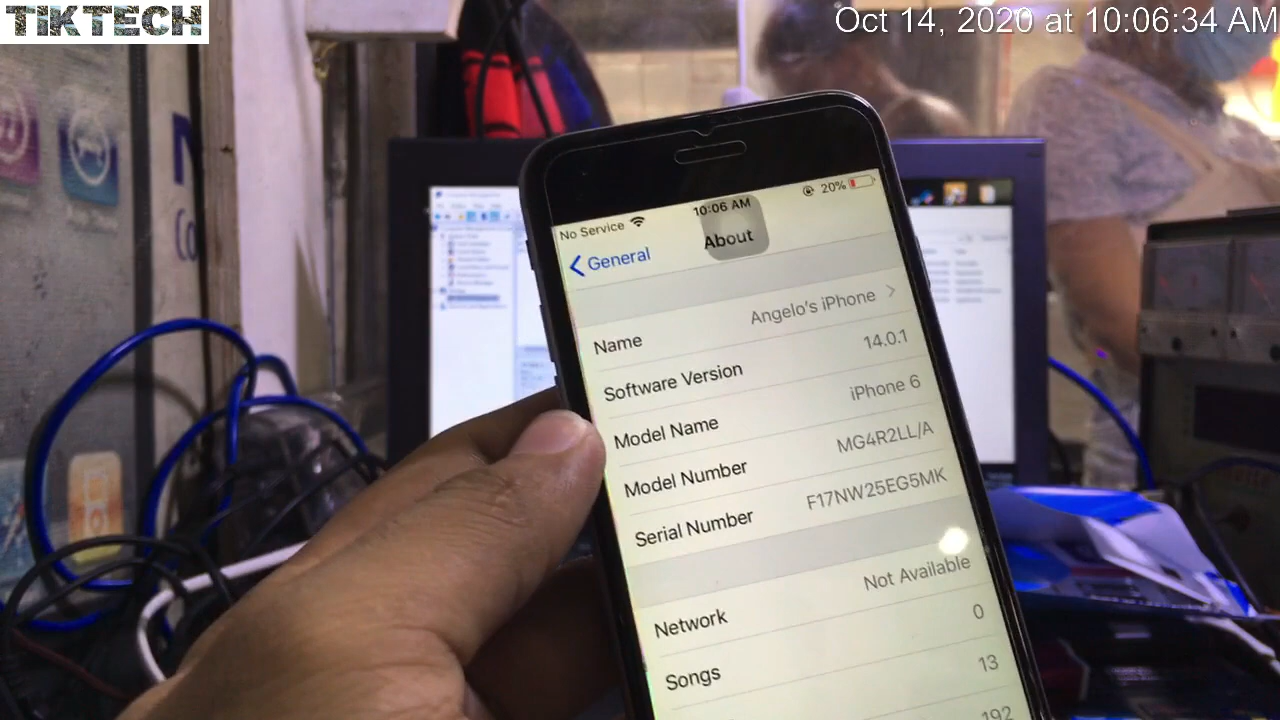 TIKTECH
Oct 14, 2020 at 10:06:34 AM
No Service 10:06 AM 20%
General About
Name Angelo's iPhone
Software Version 14.0.1
Model Name iPhone 6
Model Number MG4R2LL/A
Serial Number F17NW25EG5MK
Network Not Available
Songs 0
13
192